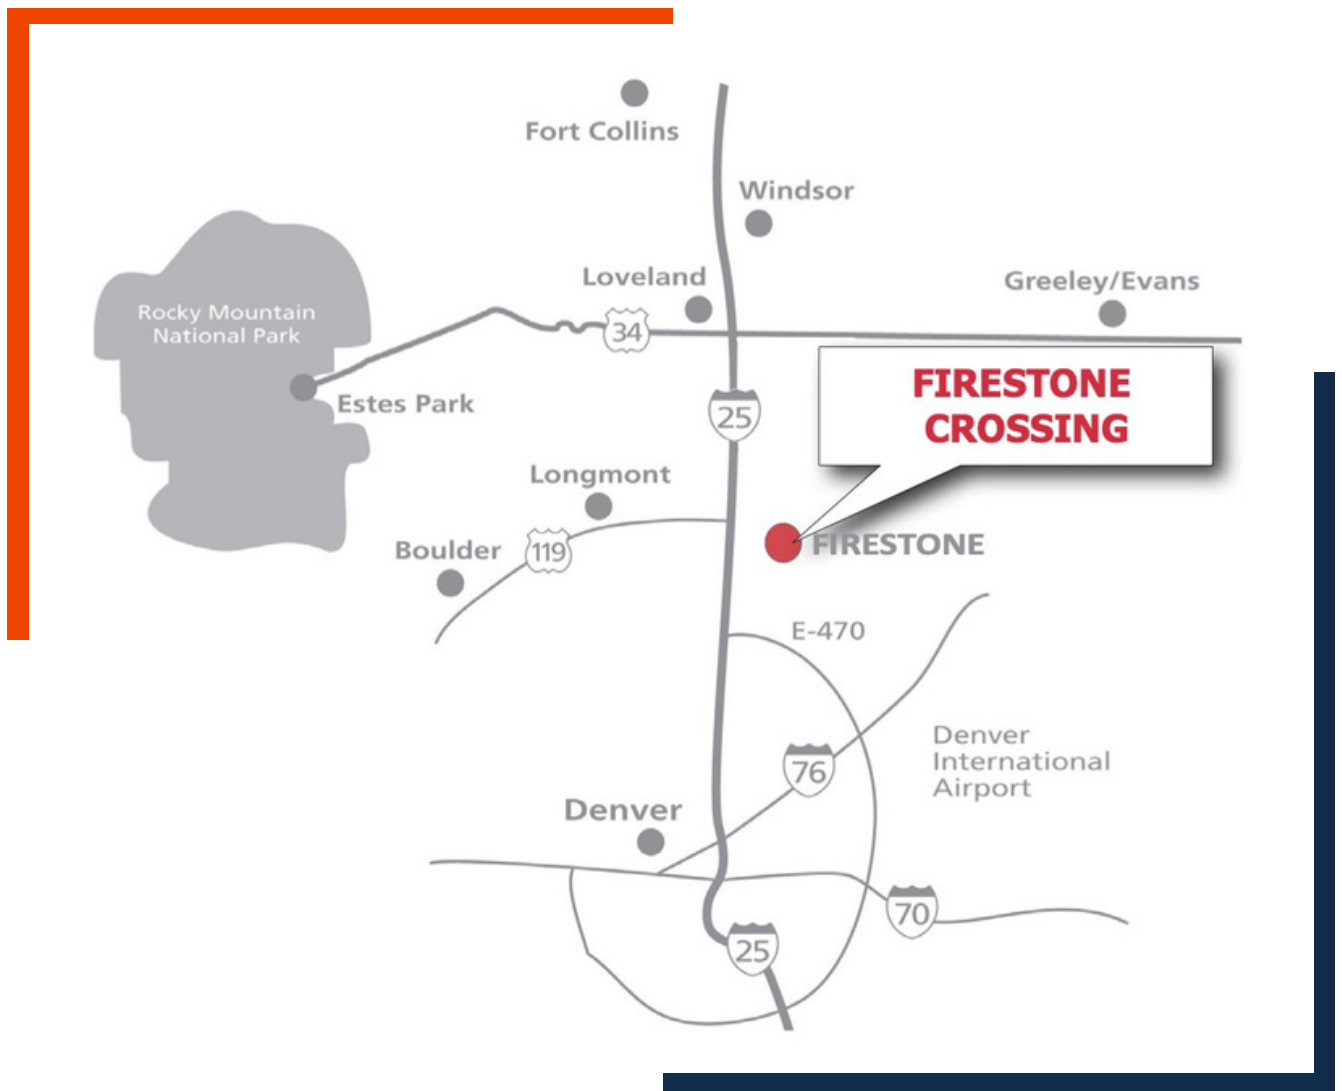 Fort Collins
Windsor
Loveland
Greeley/Evans
Rocky Mountain
National Park
34
FIRESTONE
CROSSING
Estes Park
25
Longmont
Boulder
119
FIRESTONE
E-470
Denver
International
Airport
76
Denver
70
25